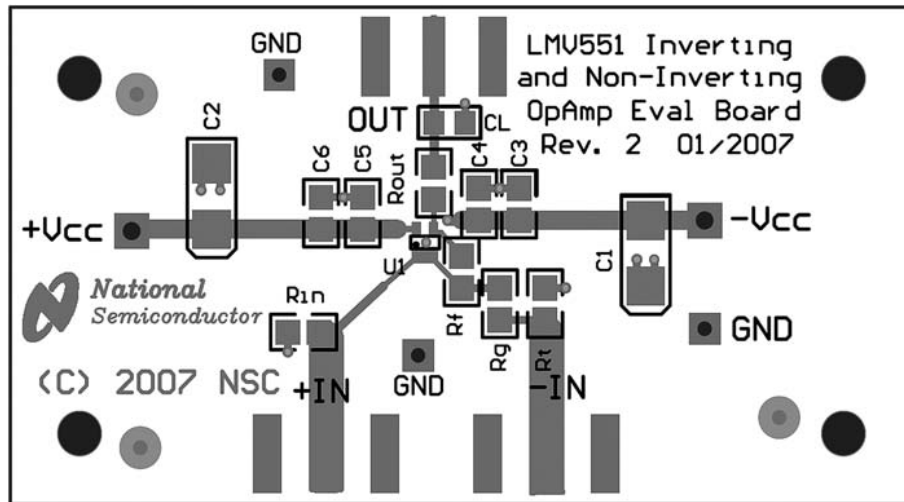 GND
LMV551 Inverting
and Non-Inverting
OpAmp Eval Board
Rev. 2 01/2007
OUT
CL
C2
C6
C5
Rout
C4
C3
+Vcc
-Vcc
U1
C1
National
Semiconductor
Rin
Rf
Rg
Rt
GND
(C) 2007 NSC
+IN
GND
-IN